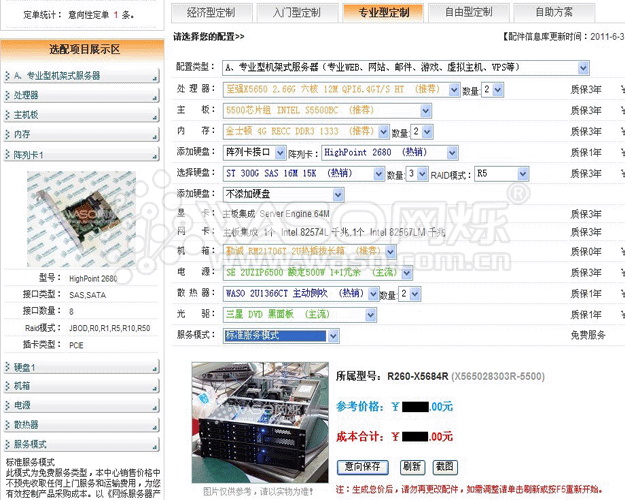 定单统计： 意向性定单 1 条。
经济型定制
入门型定制
专业型定制
自由型定制
自助方案
请选择您的配置>>
【配件信息库更新时间：2011-6-3
选配项目展示区
A、专业型机架式服务器
处理器
主机板
内存
阵列卡1
型号： HighPoint 2680
接口类型： SAS,SATA
接口数量： 8
Raid模式： JBOD,R0,R1,R5,R10,R50
插卡类型： PCIE
硬盘1
机箱
电源
散热器
服务模式
标准服务模式
此模式为免费服务类型，本中心销售价格中
不预先收取任何上门服务和运输费用，为您
有效控制产品采购成本。以《网烁服务器产
配置类型： A、专业型机架式服务器（专业WEB、网站、邮件、游戏、虚拟主机、VPS等）
处 理 器： 至强X5650 2.66G 六核 12M QPI6.4GT/S HT （推荐） 数量： 2 质保3年 ￥
主 板： 5500芯片组 INTEL S5500BC （推荐） 质保3年 ￥
内 存： 金士顿 4G RECC DDR3 1333 （推荐） 数量： 2 质保3年 ￥
添加硬盘： 阵列卡接口 阵列卡： HighPoint 2680 （热销） 质保1年 ￥
选择硬盘： ST 300G SAS 16M 15K （热销） 数量： 3 RAID模式： R5 质保3年 ￥
添加硬盘： 不添加硬盘
显 卡： 主板集成 Server Engine 64M 质保3年
网 卡： 主板集成 ,1个 Intel 82574L 千兆,1个 Intel 82567LM 千兆 质保3年
机 箱： 勤诚 RM21706T 2U热插拔长箱 （推荐） 质保0年 ￥
电 源： SE 2UZIP6500 额定500W 1+1冗余 （主流） 质保3年 ￥
散 热 器： WASO 2U1366CT 主动侧吹 （热销） 数量： 2 质保1年 ￥
光 驱： 三星 DVD 黑面板 （主流） 质保1年 ￥
服务模式： 标准服务模式 免费服务
WASO网烁®
所属型号： R260-X5684R (X565028303R-5500)
参考价格： ￥ .00元
成本合计： ￥ .00元
意向保存 刷新 截图
图片仅供参考，请以实物为准！
注：生成总价后，请勿再更改配件，如需调整请单击刷新或按F5重新开始。